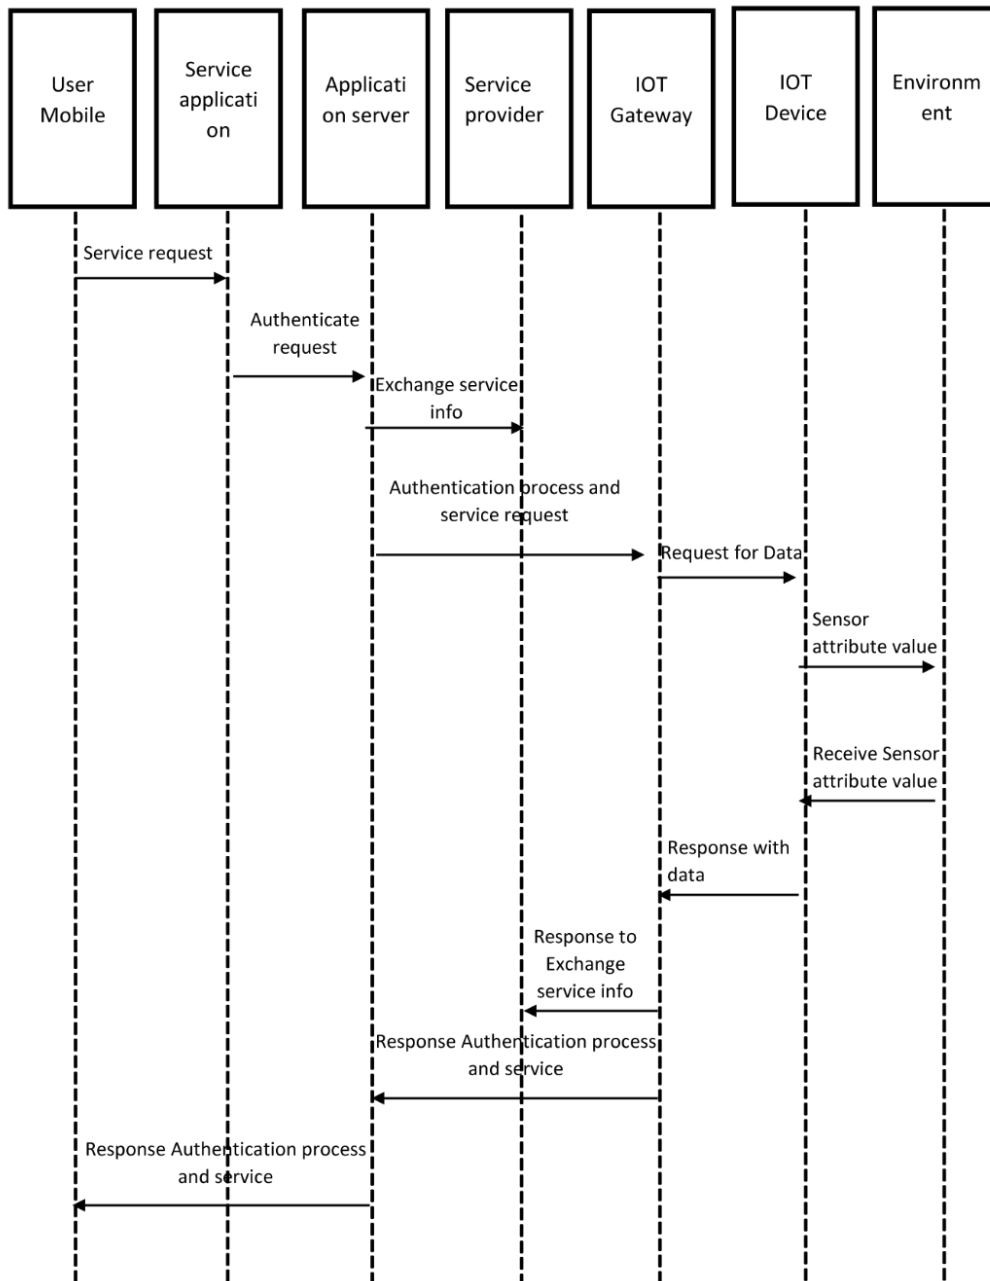 User
Mobile
Service
applicati
on
Applicati
on server
Service
provider
IOT
Gateway
IOT
Device
Environm
ent
Service request
Authenticate
request
Exchange service
info
Authentication process and
service request
Request for Data
Sensor
attribute value
Receive Sensor
attribute value
Response with
data
Response to
Exchange
service info
Response Authentication process
and service
Response Authentication process
and service